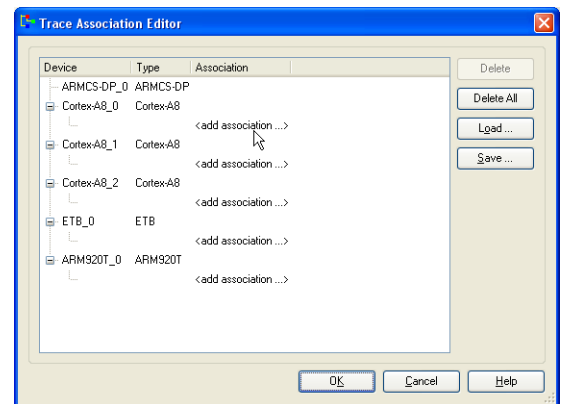 Trace Association Editor
Device Type Association
ARMCS-DP_0 ARMCS-DP
Cortex-A8_0 Cortex-A8
<add association ...>
Cortex-A8_1 Cortex-A8
<add association ...>
Cortex-A8_2 Cortex-A8
<add association ...>
ETB_0 ETB
<add association ...>
ARM920T_0 ARM920T
<add association ...>
Delete
Delete All
Load ...
Save ...
OK Cancel Help